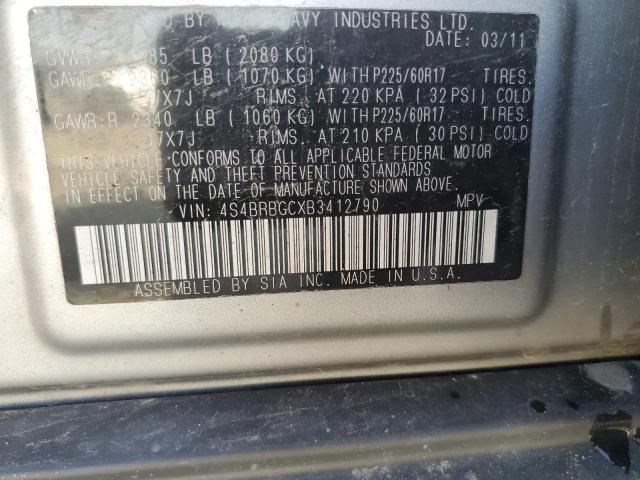 D BY HEAVY INDUSTRIES LTD.
DATE: 03/11
GVWR: 85 LB (2080 KG)
GAWR: 2360 LB (1070 KG) WITH P225/60R17 TIRES.
17X7J RIMS. AT 220 KPA (32 PSI) COLD
GAWR:R 2340 LB (1060 KG) WITH P225/60R17 TIRES.
17X7J RIMS. AT 210 KPA (30 PSI) COLD
THIS VEHICLE CONFORMS TO ALL APPLICABLE FEDERAL MOTOR
VEHICLE SAFETY AND THEFT PREVENTION STANDARDS
IN EFFECT ON THE DATE OF MANUFACTURE SHOWN ABOVE.
VIN: 4S4BRBGCXB3412790 MPV
ASSEMBLED BY SIA INC. MADE IN U.S.A.